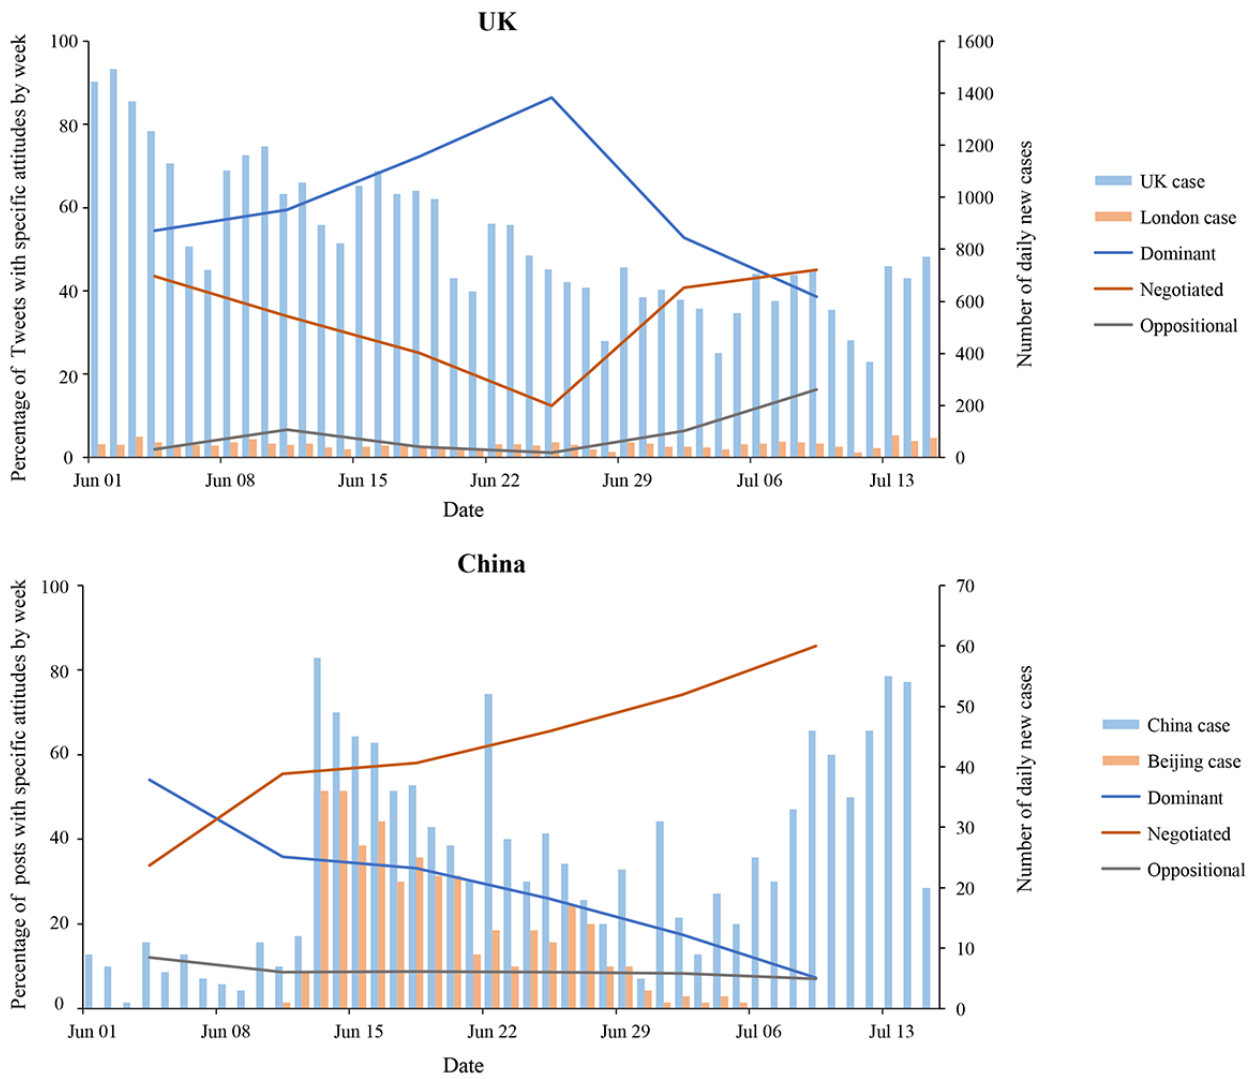 UK
Percentage of Tweets with specific attitudes by week
100
80
60
40
20
0
1600
1400
1200
1000
800
600
400
200
0
Number of daily new cases
Jun 01 Jun 08 Jun 15 Jun 22 Jun 29 Jul 06 Jul 13
Date
UK case
London case
Dominant
Negotiated
Oppositional
China
Percentage of posts with specific attitudes by week
100
80
60
40
20
0
70
60
50
40
30
20
10
0
Number of daily new cases
Jun 01 Jun 08 Jun 15 Jun 22 Jun 29 Jul 06 Jul 13
Date
China case
Beijing case
Dominant
Negotiated
Oppositional